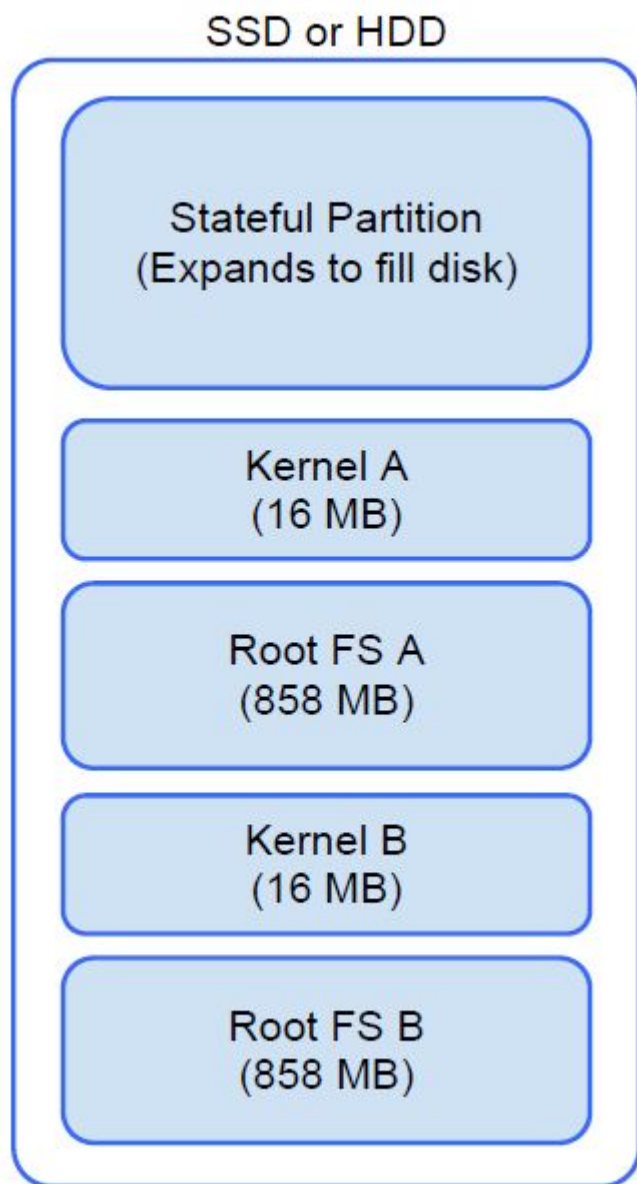 SSD or HDD
Stateful Partition
(Expands to fill disk)
Kernel A
(16 MB)
Root FS A
(858 MB)
Kernel B
(16 MB)
Root FS B
(858 MB)